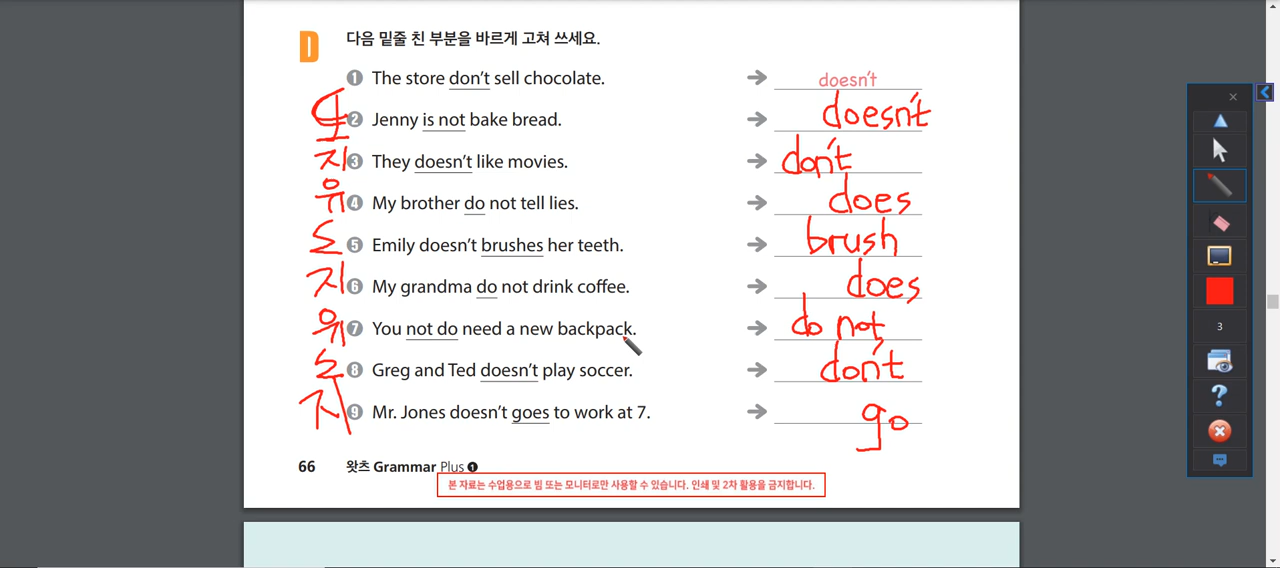 D 다음 밑줄 친 부분을 바르게 고쳐 쓰세요.
1 The store don't sell chocolate. → doesn't
2 Jenny is not bake bread. → doesn't
지 3 They doesn't like movies. → don't
유 4 My brother do not tell lies. → does
5 Emily doesn't brushes her teeth. → brush
지 6 My grandma do not drink coffee. → does
유 7 You not do need a new backpack. → do not
8 Greg and Ted doesn't play soccer. → don't
지 9 Mr. Jones doesn't goes to work at 7. → go
66 왓츠 Grammar Plus 1
본 자료는 수업용으로 빔 또는 모니터로만 사용할 수 있습니다. 인쇄 및 2차 활용을 금지합니다.
3